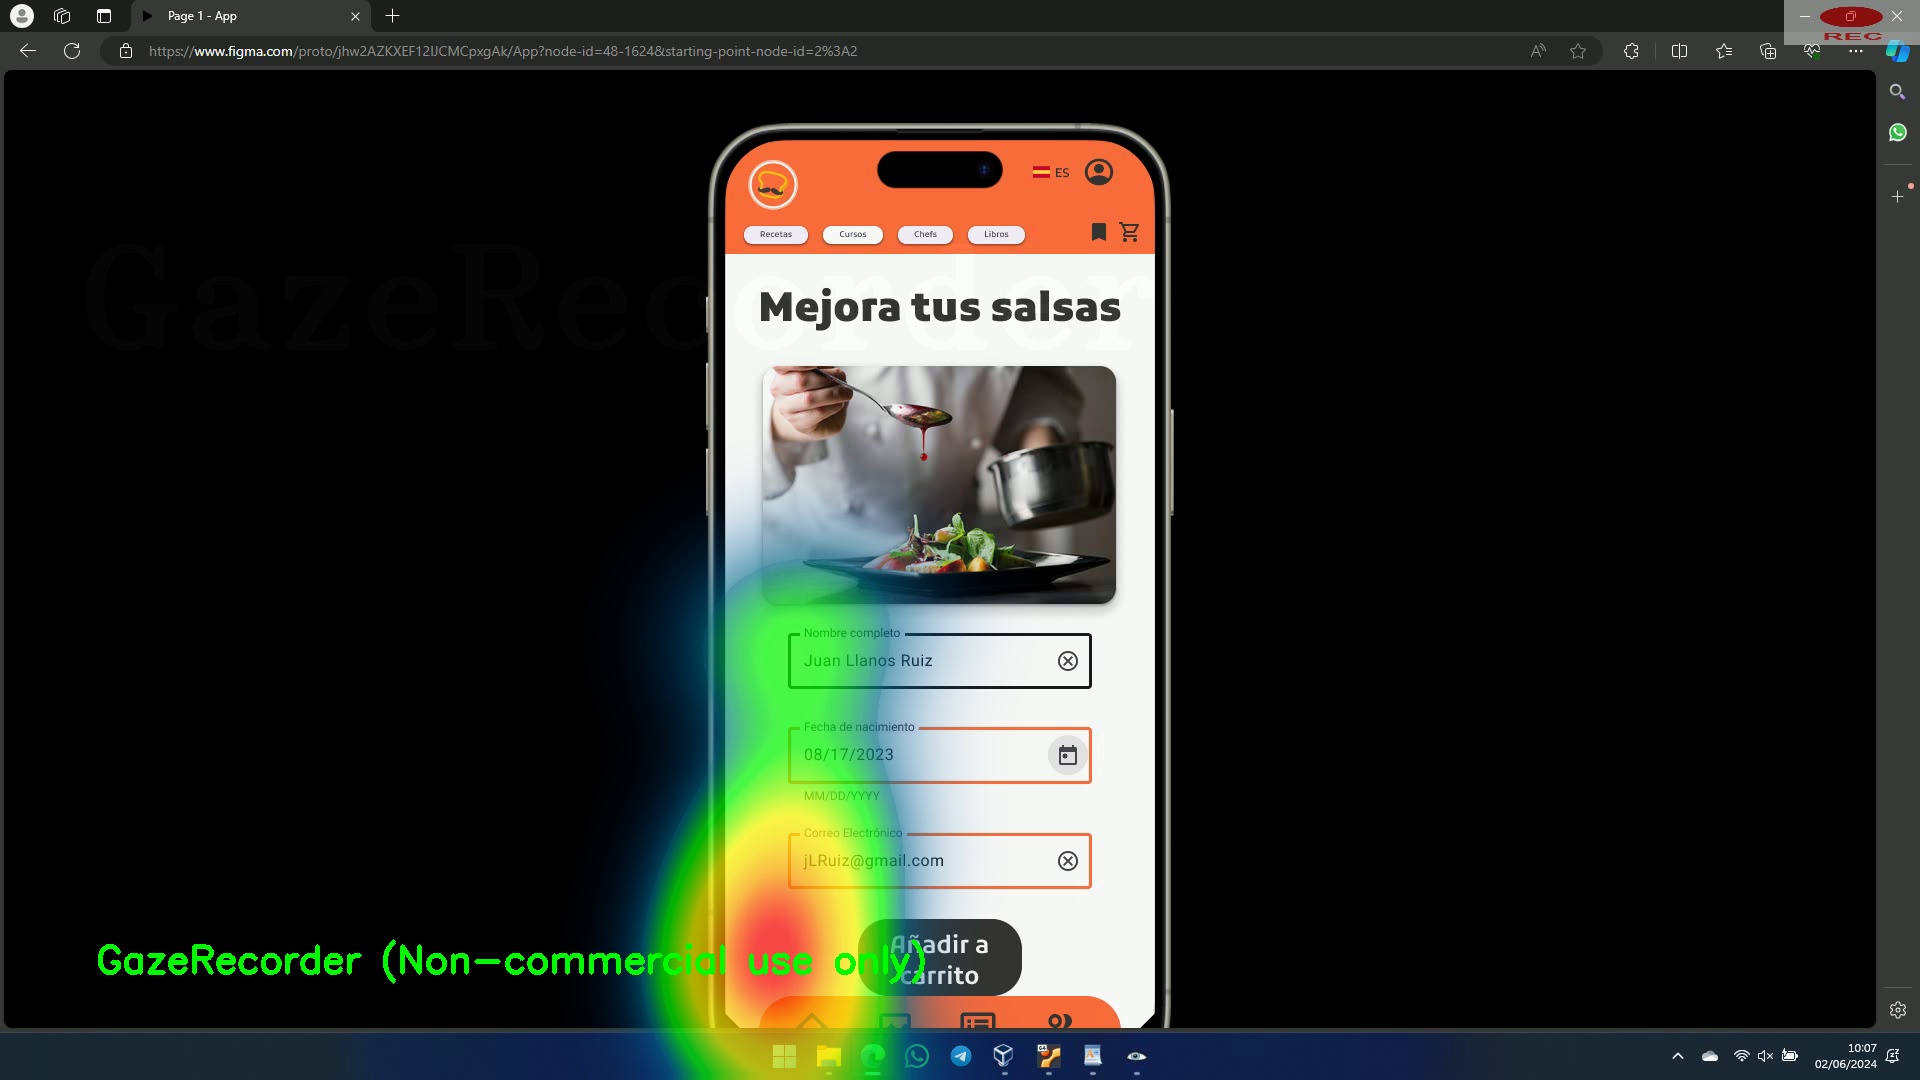 Page 1 - App
https://www.figma.com/proto/jhw2AZKXEF12IJCMCpxgAk/App?node-id=48-1624&starting-point-node-id=2%3A2
REC
ES
Recetas
Cursos
Chefs
Libros
GazeRecorder
Mejora tus salsas
Nombre completo
Juan Llanos Ruiz
Fecha de nacimiento
08/17/2023
MM/DD/YYYY
Correo Electrónico
jLRuiz@gmail.com
Añadir a
carrito
GazeRecorder (Non-commercial use only)
10:07
02/06/2024